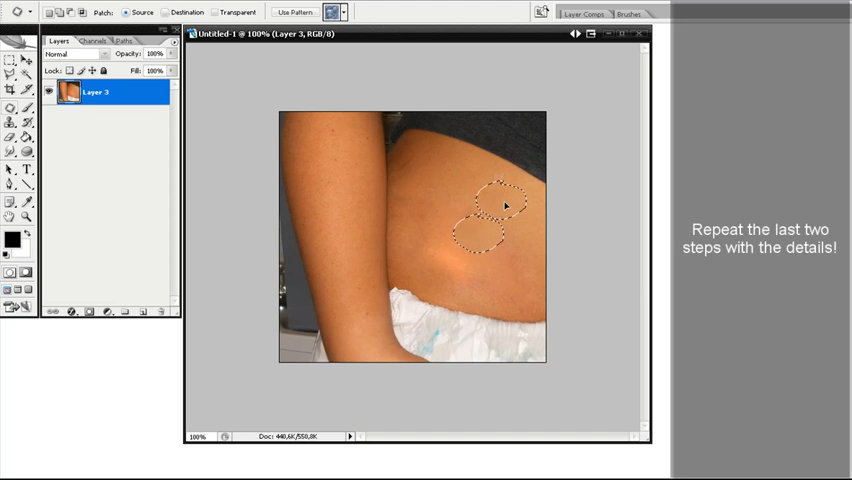 Source
Destination
Transparent
Use Pattern
Layer Comps
Brushes
Layers
Channels
Paths
Normal
Opacity: 100%
Lock:
Fill: 100%
Layer 3
Untitled-1 @ 100% (Layer 3, RGB/8)
Repeat the last two
steps with the details!
100%
Doc: 440,6K/550,8K